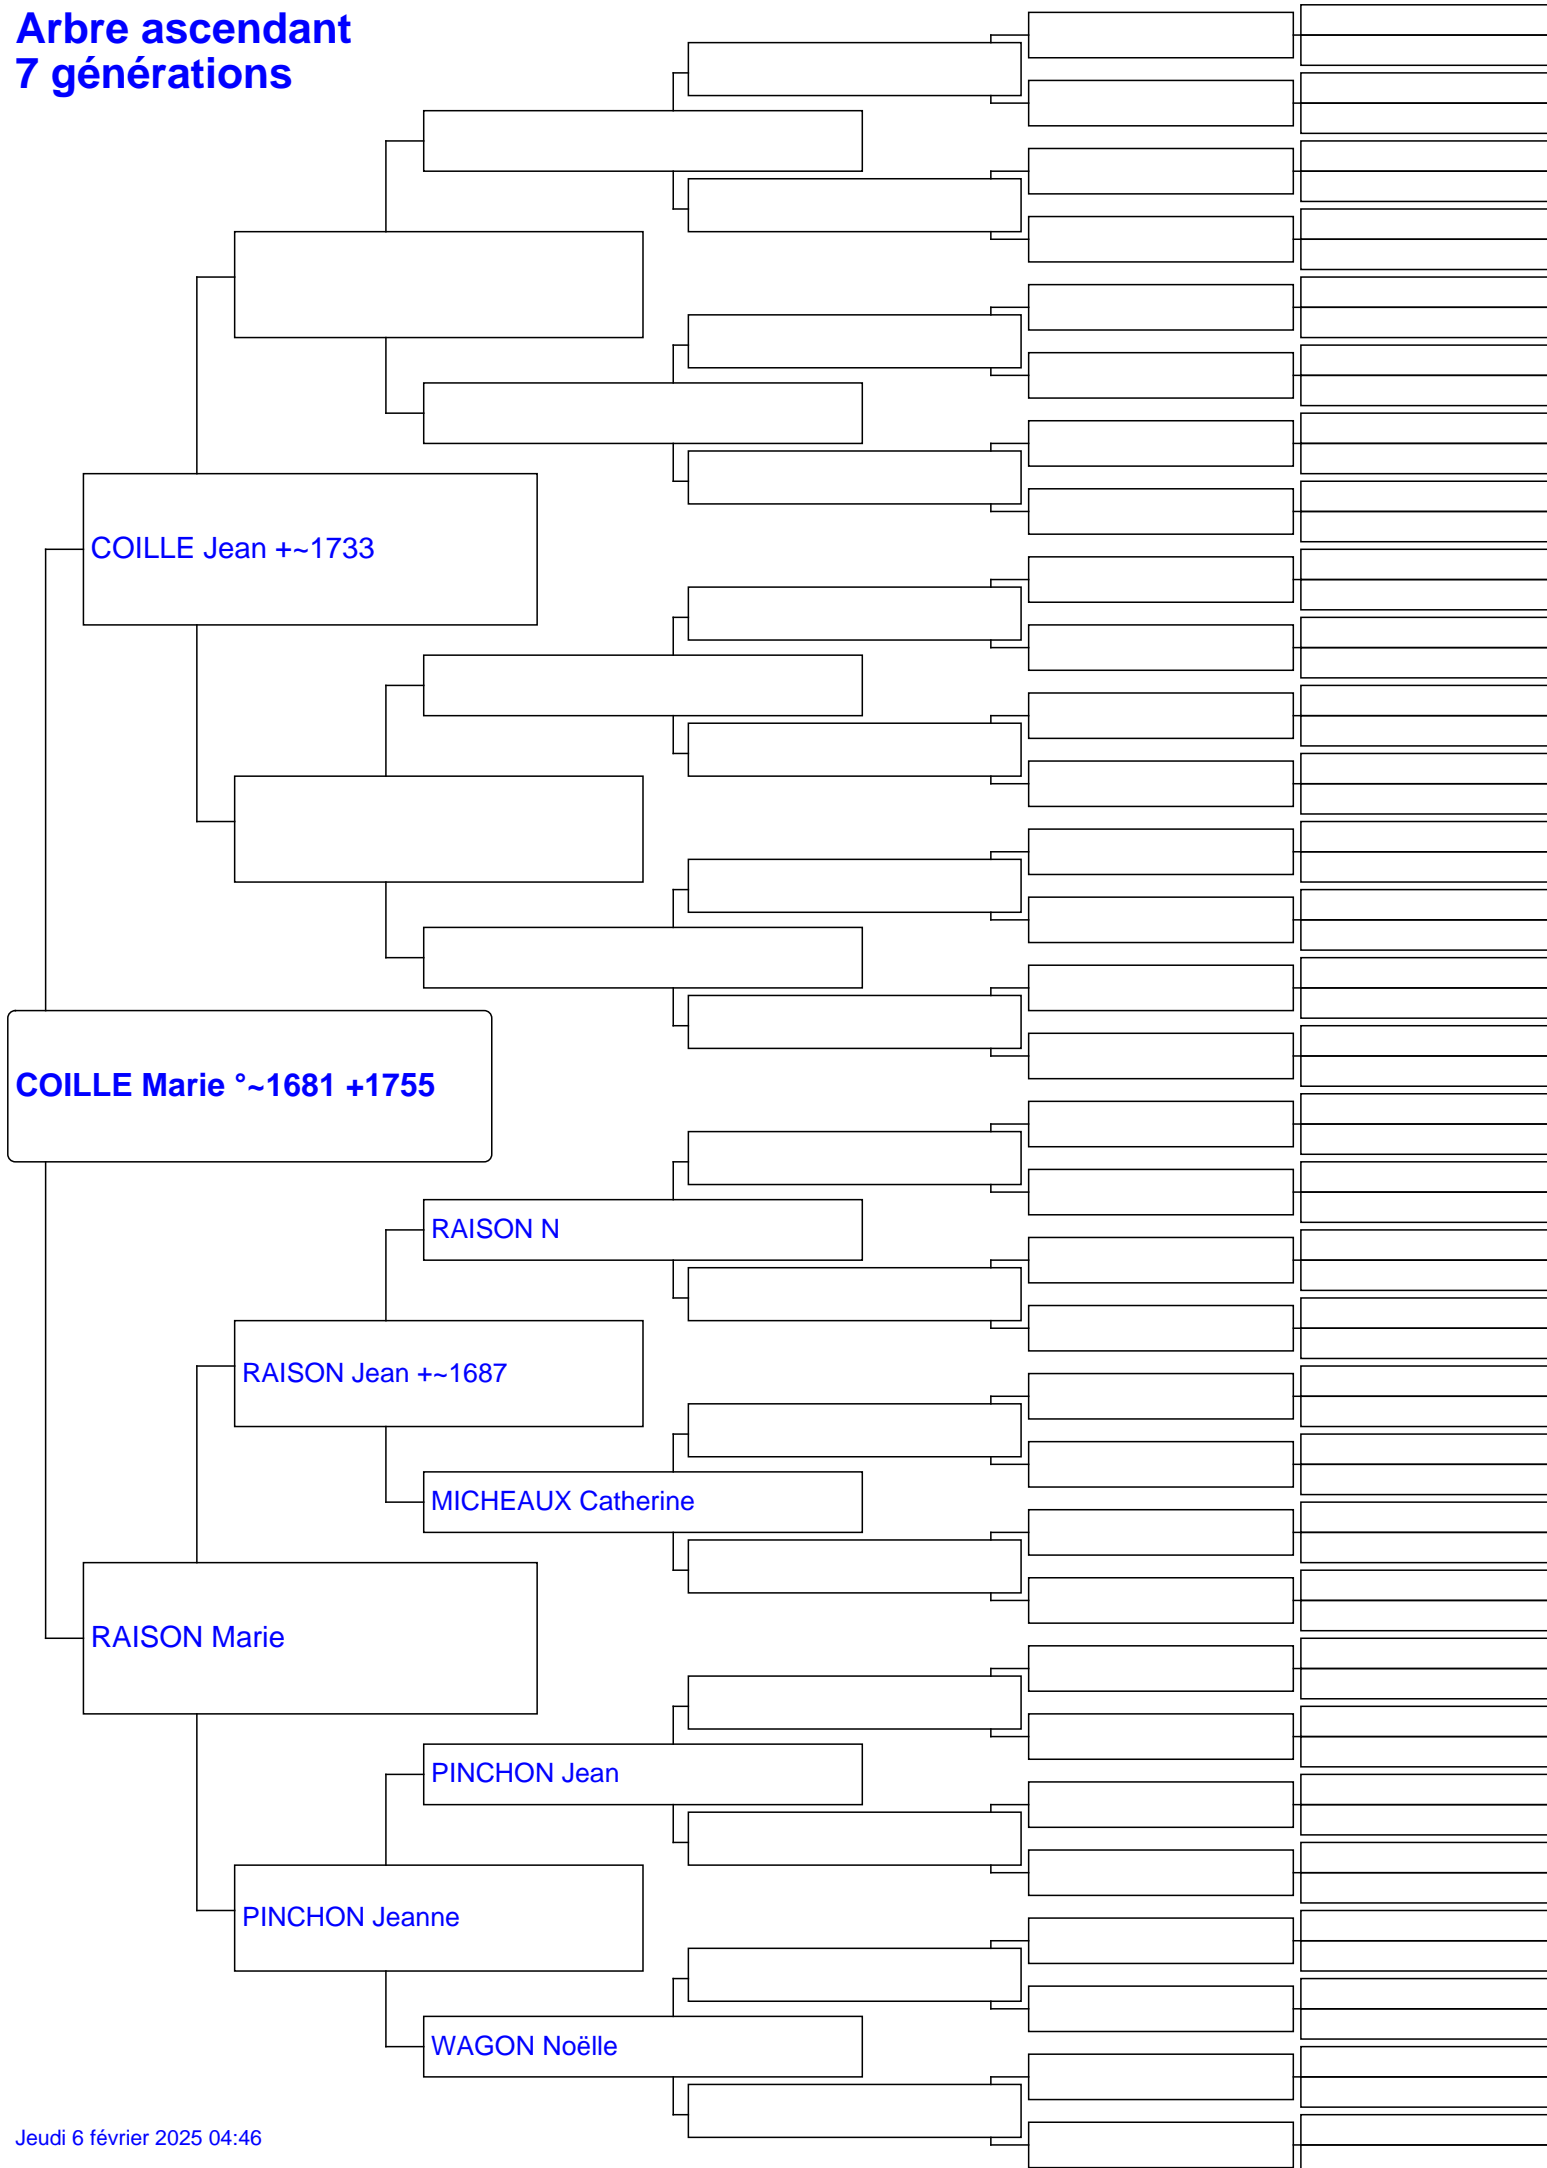 Arbre ascendant
7 générations
COILLE Jean +~1733
COILLE Marie °~1681 +1755
RAISON N
RAISON Jean +~1687
MICHEAUX Catherine
RAISON Marie
PINCHON Jean
PINCHON Jeanne
WAGON Noëlle
Jeudi 6 février 2025 04:46